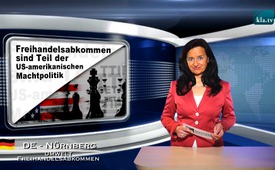 kla.tv
Freihandelsabkommen
sind Teil der
US-amerikanischen
Machtpolitik
DE - Nürnberg
Freihandelsabkommen